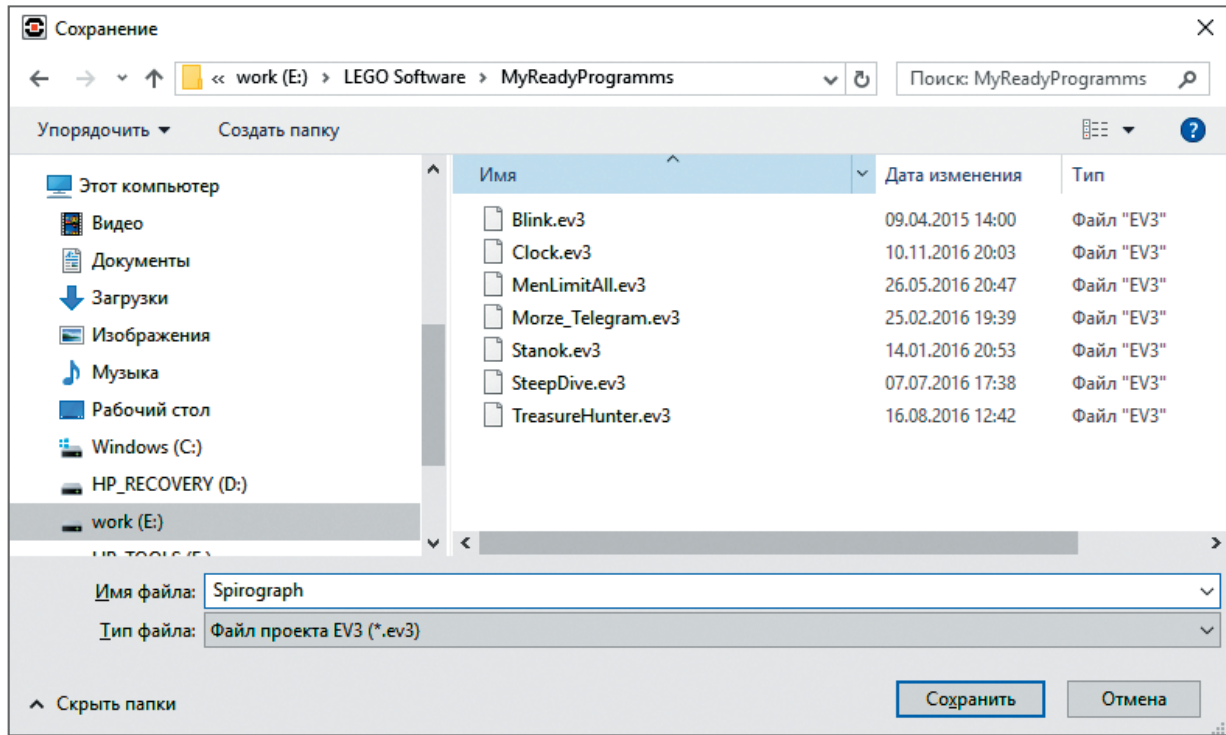 Сохранение
« work (E:) › LEGO Software › MyReadyProgramms
Поиск: MyReadyProgramms
Упорядочить
Создать папку
Этот компьютер
Видео
Документы
Загрузки
Изображения
Музыка
Рабочий стол
Windows (C:)
HP_RECOVERY (D:)
work (E:)
Имя Дата изменения Тип
Blink.ev3 09.04.2015 14:00 Файл "EV3"
Clock.ev3 10.11.2016 20:03 Файл "EV3"
MenLimitAll.ev3 26.05.2016 20:47 Файл "EV3"
Morze_Telegram.ev3 25.02.2016 19:39 Файл "EV3"
Stanok.ev3 14.01.2016 20:53 Файл "EV3"
SteepDive.ev3 07.07.2016 17:38 Файл "EV3"
TreasureHunter.ev3 16.08.2016 12:42 Файл "EV3"
Имя файла: Spirograph
Тип файла: Файл проекта EV3 (*.ev3)
Скрыть папки
Сохранить
Отмена